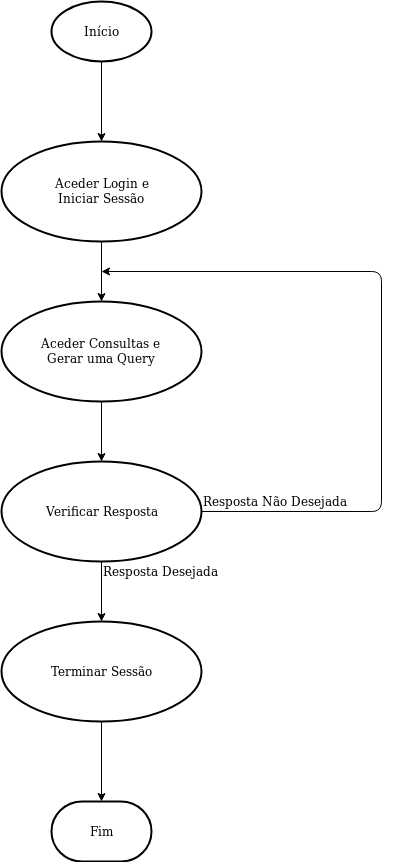 Início
Aceder Login e
Iniciar Sessão
Aceder Consultas e
Gerar uma Query
Verificar Resposta
Resposta Não Desejada
Resposta Desejada
Terminar Sessão
Fim